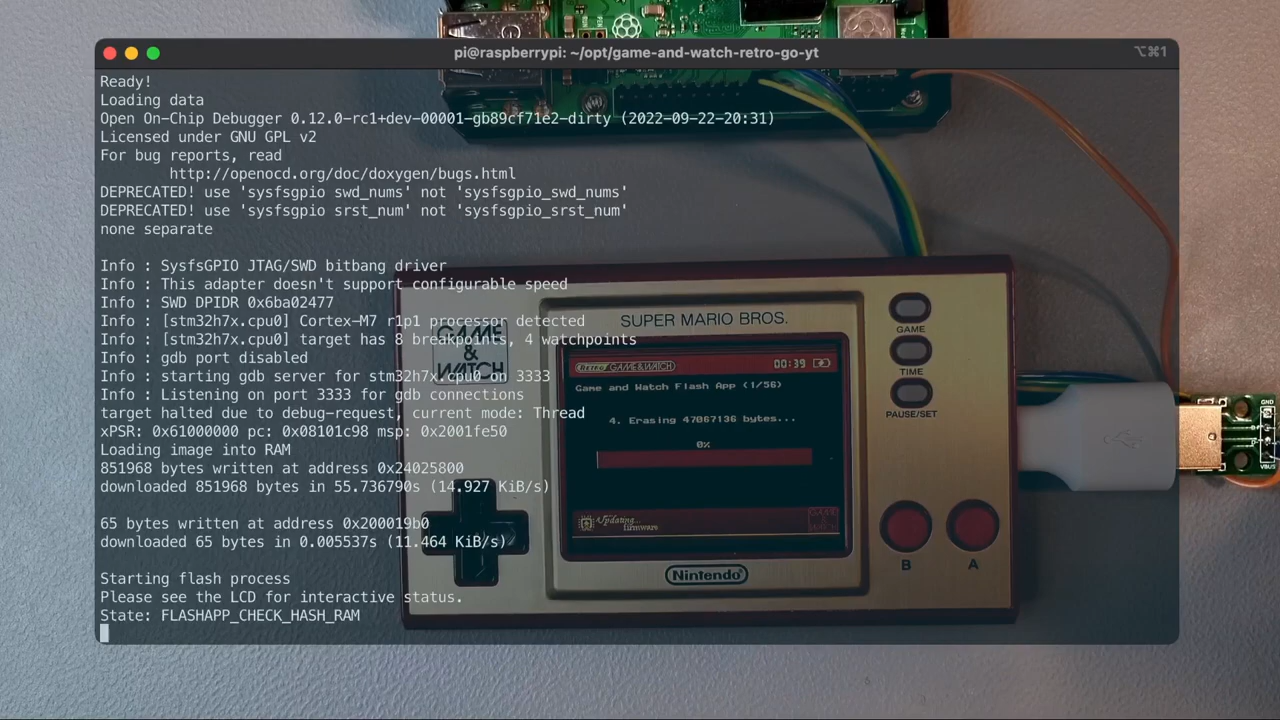 pi@raspberrypi: ~/opt/game-and-watch-retro-go-yt
⌥⌘1
Ready!
Loading data
Open On-Chip Debugger 0.12.0-rc1+dev-00001-gb89cf71e2-dirty (2022-09-22-20:31)
Licensed under GNU GPL v2
For bug reports, read
http://openocd.org/doc/doxygen/bugs.html
DEPRECATED! use 'sysfsgpio swd_nums' not 'sysfsgpio_swd_nums'
DEPRECATED! use 'sysfsgpio srst_num' not 'sysfsgpio_srst_num'
none separate
Info : SysfsGPIO JTAG/SWD bitbang driver
Info : This adapter doesn't support configurable speed
Info : SWD DPIDR 0x6ba02477
Info : [stm32h7x.cpu0] Cortex-M7 r1p1 processor detected
Info : [stm32h7x.cpu0] target has 8 breakpoints, 4 watchpoints
Info : gdb port disabled
Info : starting gdb server for stm32h7x.cpu0 on 3333
Info : Listening on port 3333 for gdb connections
target halted due to debug-request, current mode: Thread
xPSR: 0x61000000 pc: 0x08101c98 msp: 0x2001fe50
Loading image into RAM
851968 bytes written at address 0x24025800
downloaded 851968 bytes in 55.736790s (14.927 KiB/s)
65 bytes written at address 0x200019b0
downloaded 65 bytes in 0.005537s (11.464 KiB/s)
Starting flash process
Please see the LCD for interactive status.
State: FLASHAPP_CHECK_HASH_RAM
GAME
&
WATCH
SUPER MARIO BROS.
RETRO GAME&WATCH
00:39
Game and Watch Flash App (1/56)
4. Erasing 47067136 bytes...
0%
Updating...
firmware
GAME
&
WATCH
Nintendo
GAME
TIME
PAUSE/SET
B
A
GND
VBUS